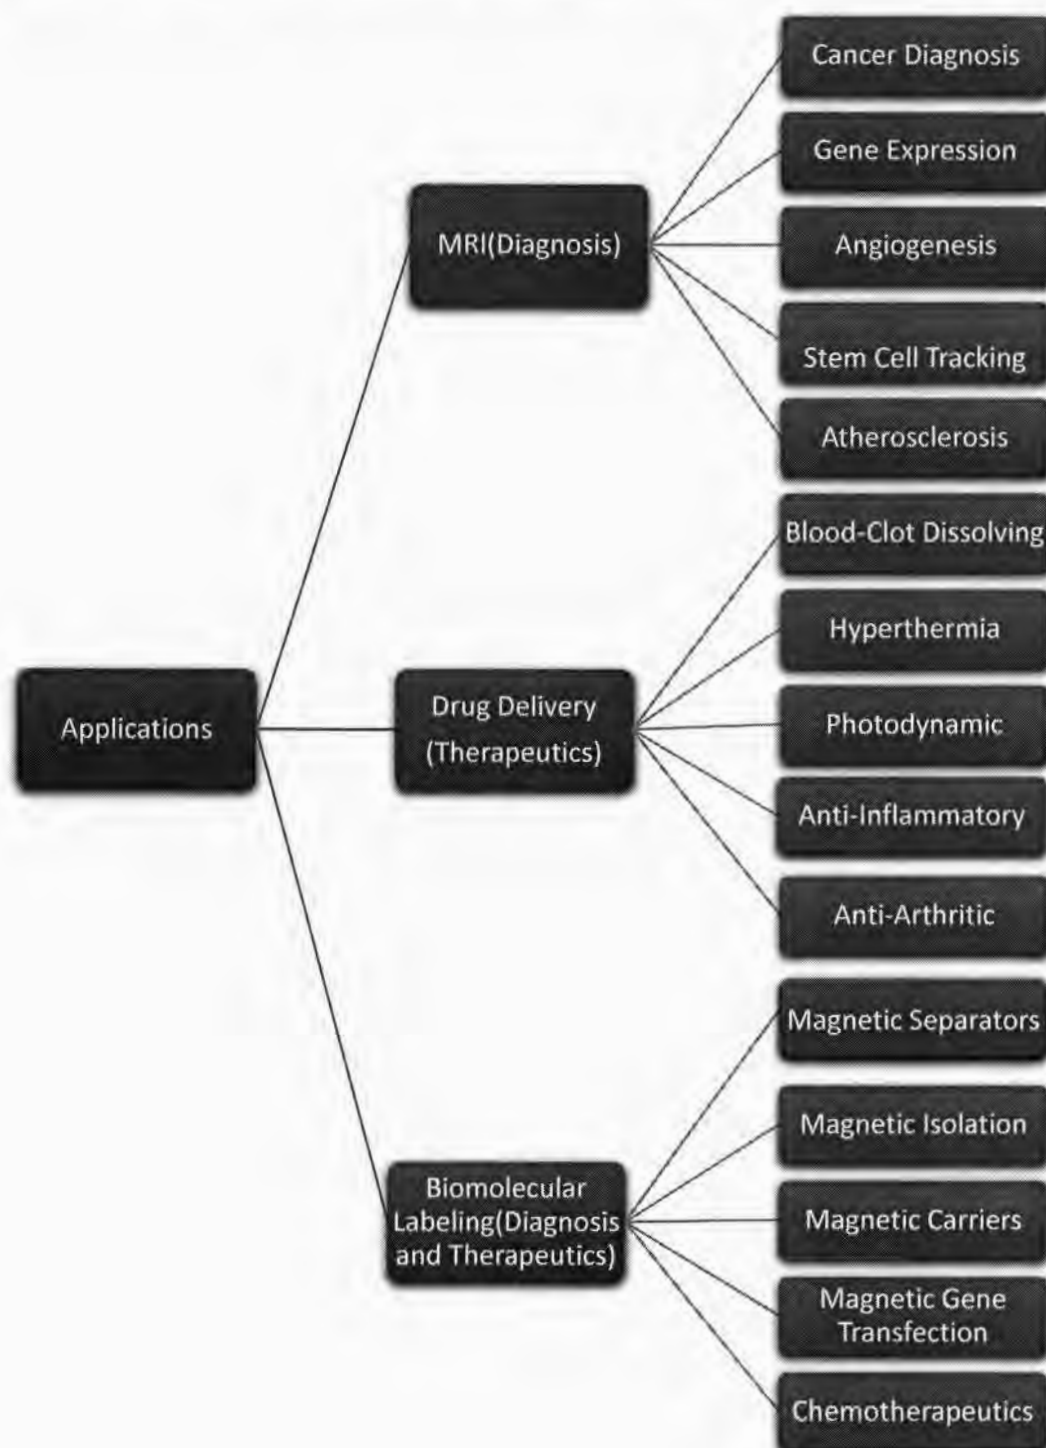 Applications
MRI(Diagnosis)
Cancer Diagnosis
Gene Expression
Angiogenesis
Stem Cell Tracking
Atherosclerosis
Drug Delivery
(Therapeutics)
Blood-Clot Dissolving
Hyperthermia
Photodynamic
Anti-Inflammatory
Anti-Arthritic
Biomolecular
Labeling(Diagnosis
and Therapeutics)
Magnetic Separators
Magnetic Isolation
Magnetic Carriers
Magnetic Gene
Transfection
Chemotherapeutics